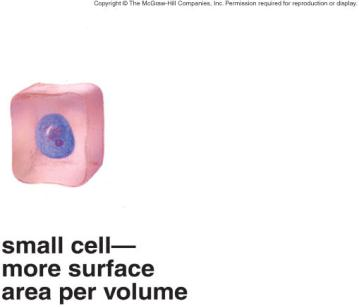 Copyright © The McGraw-Hill Companies, Inc. Permission required for reproduction or display.
small cell—
more surface
area per volume